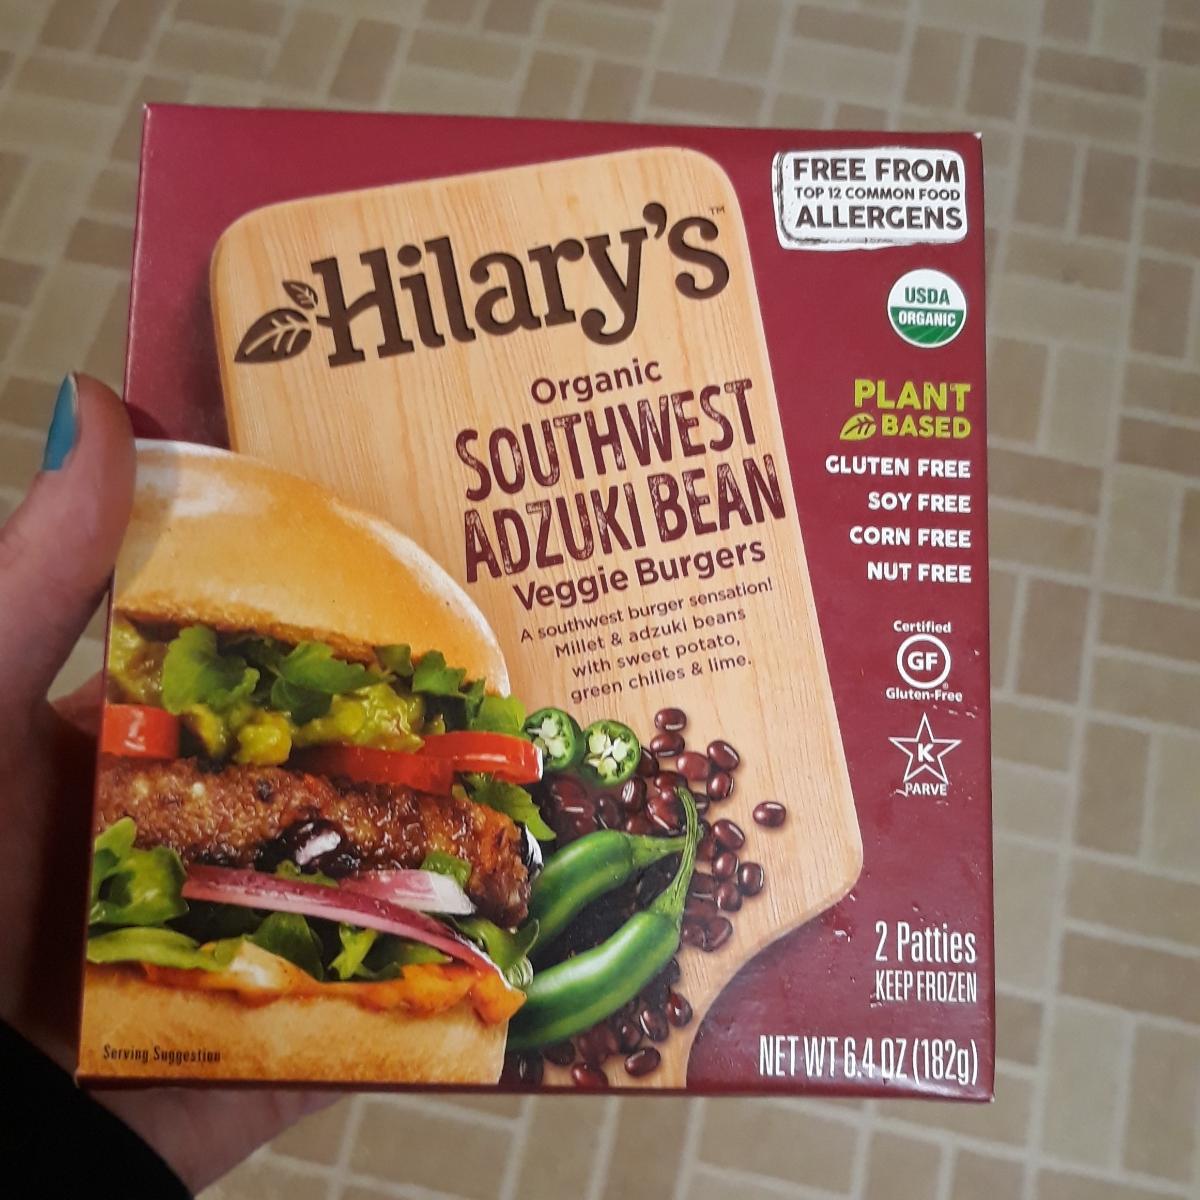 Hilary's™
Organic
SOUTHWEST
ADZUKI BEAN
Veggie Burgers
A southwest burger sensation!
Millet & adzuki beans
with sweet potato,
green chilies & lime.
FREE FROM
TOP 12 COMMON FOOD
ALLERGENS
USDA
ORGANIC
PLANT
BASED
GLUTEN FREE
SOY FREE
CORN FREE
NUT FREE
Certified
GF
®
Gluten-Free
K
PARVE
2 Patties
KEEP FROZEN
NET WT 6.4 OZ (182g)
Serving Suggestion